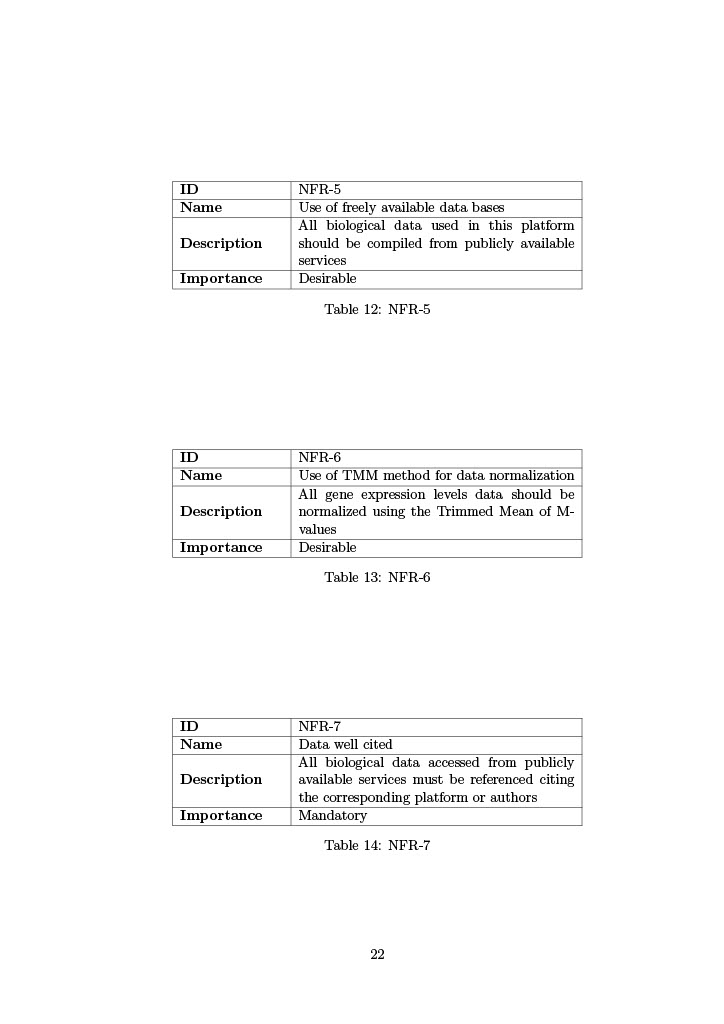 ID NFR-5
Name Use of freely available data bases
All biological data used in this platform
Description should be compiled from publicly available
services
Importance Desirable
Table 12: NFR-5
ID NFR-6
Name Use of TMM method for data normalization
All gene expression levels data should be
Description normalized using the Trimmed Mean of M-
values
Importance Desirable
Table 13: NFR-6
ID NFR-7
Name Data well cited
All biological data accessed from publicly
Description available services must be referenced citing
the corresponding platform or authors
Importance Mandatory
Table 14: NFR-7
22